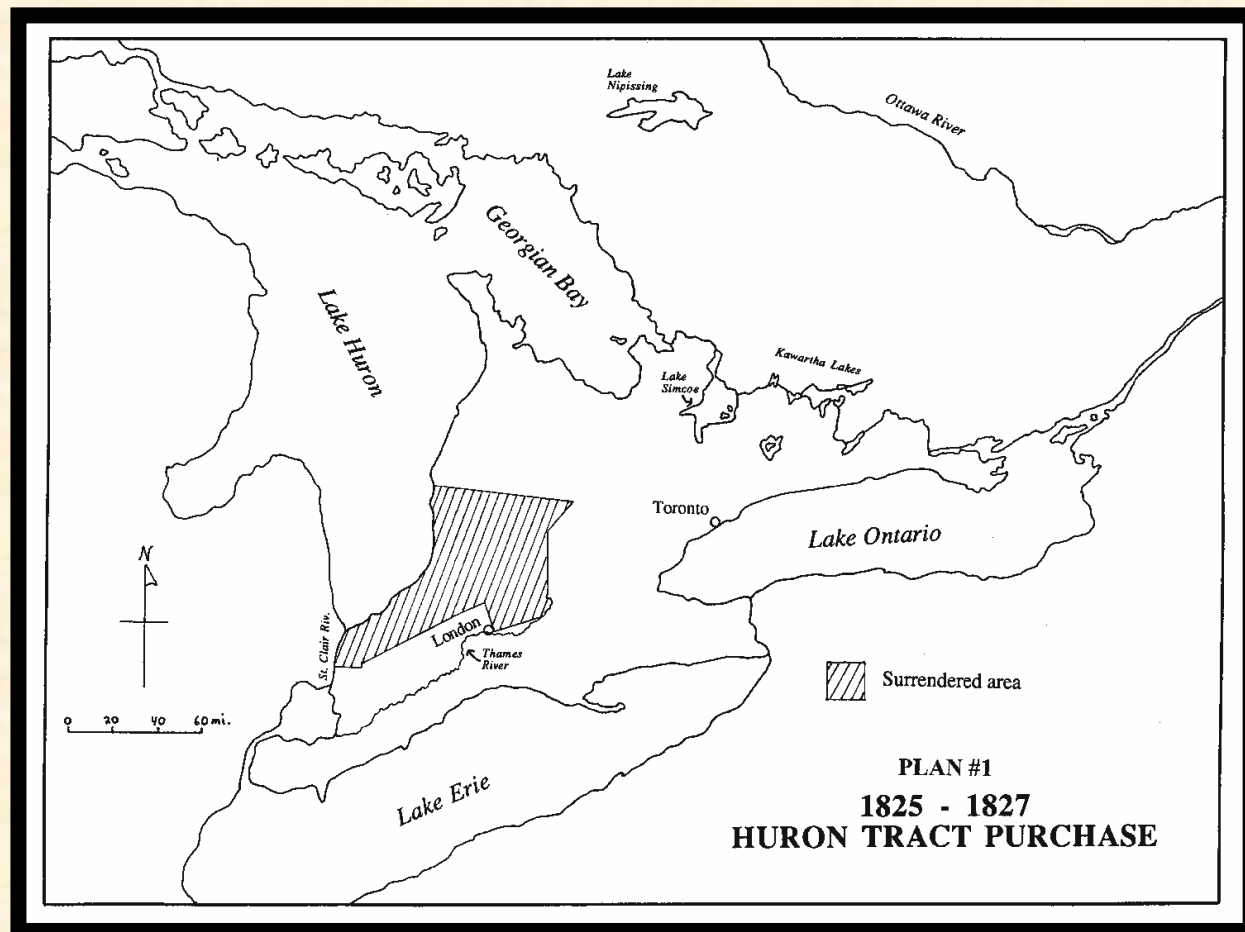 Lake
Nipissing
Ottawa River
Georgian Bay
Lake Huron
Kawartha Lakes
Lake
Simcoe
Toronto
Lake Ontario
N
London
St. Clair Riv.
Thames
River
Surrendered area
0 20 40 60 mi.
Lake Erie
PLAN #1
1825 - 1827
HURON TRACT PURCHASE